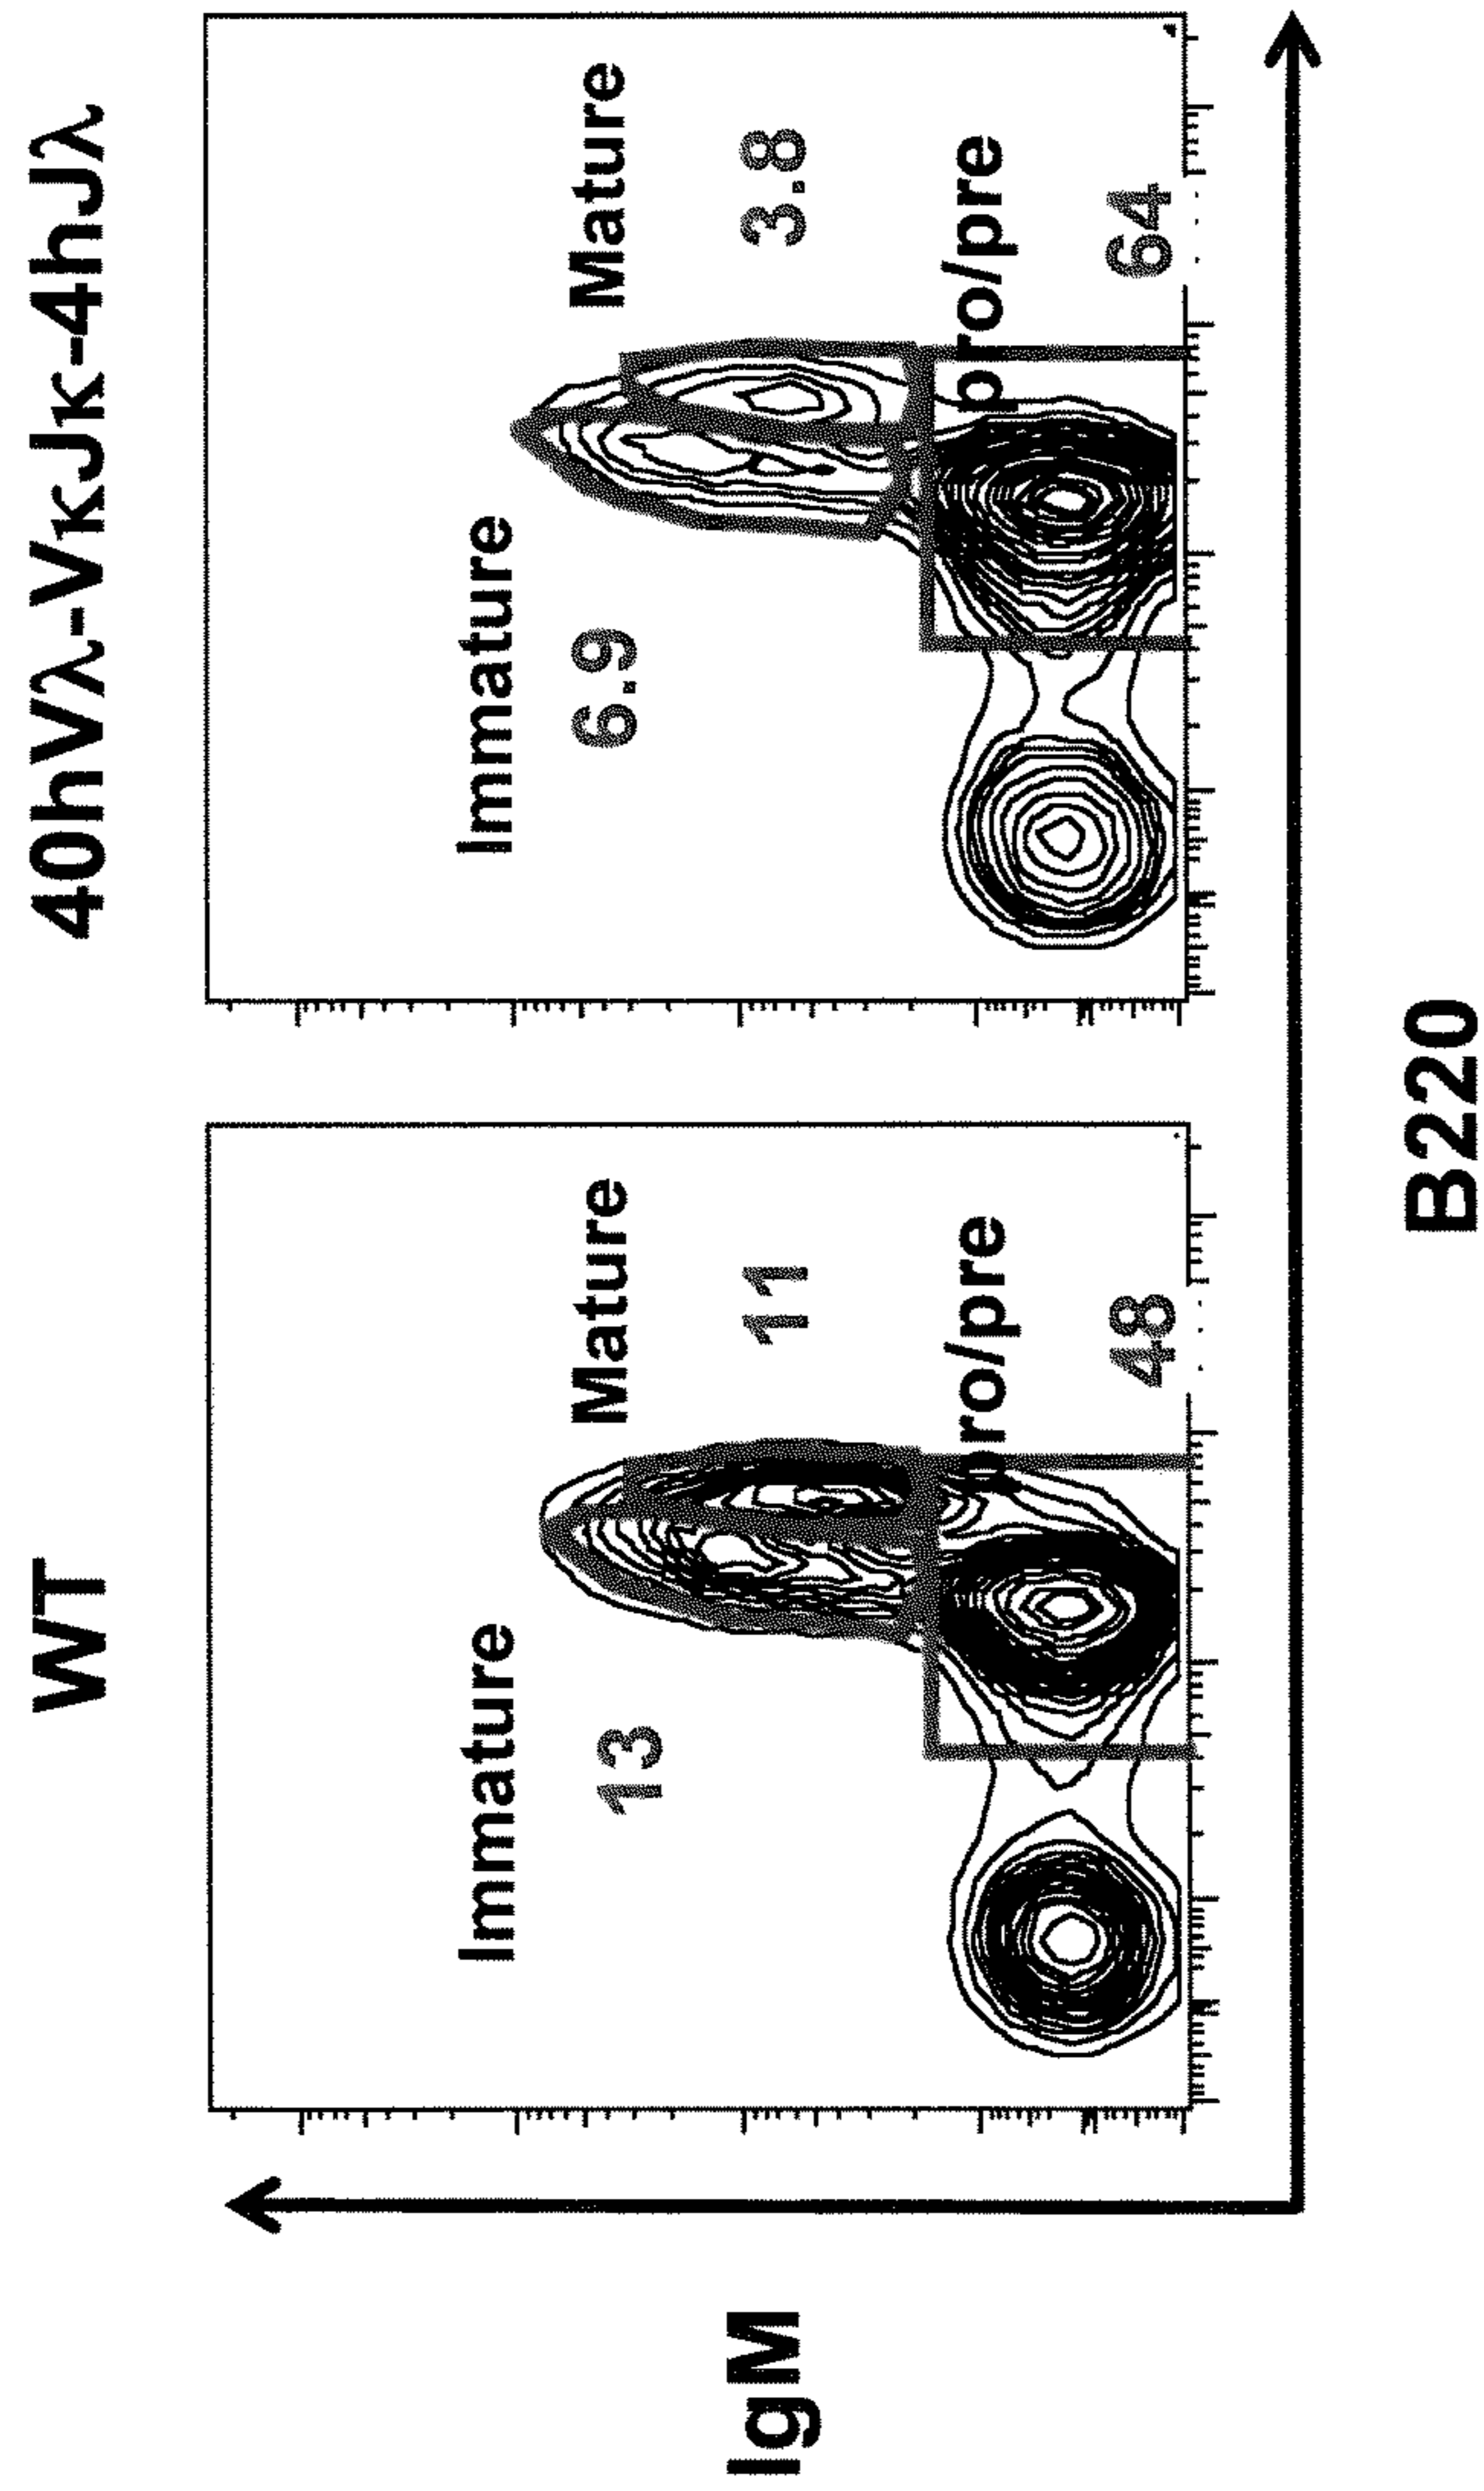 WT
40hVλ-VκJκ-4hJλ
Immature
13
Mature
11
pro/pre
48
Immature
6.9
Mature
3.8
pro/pre
64
IgM
B220